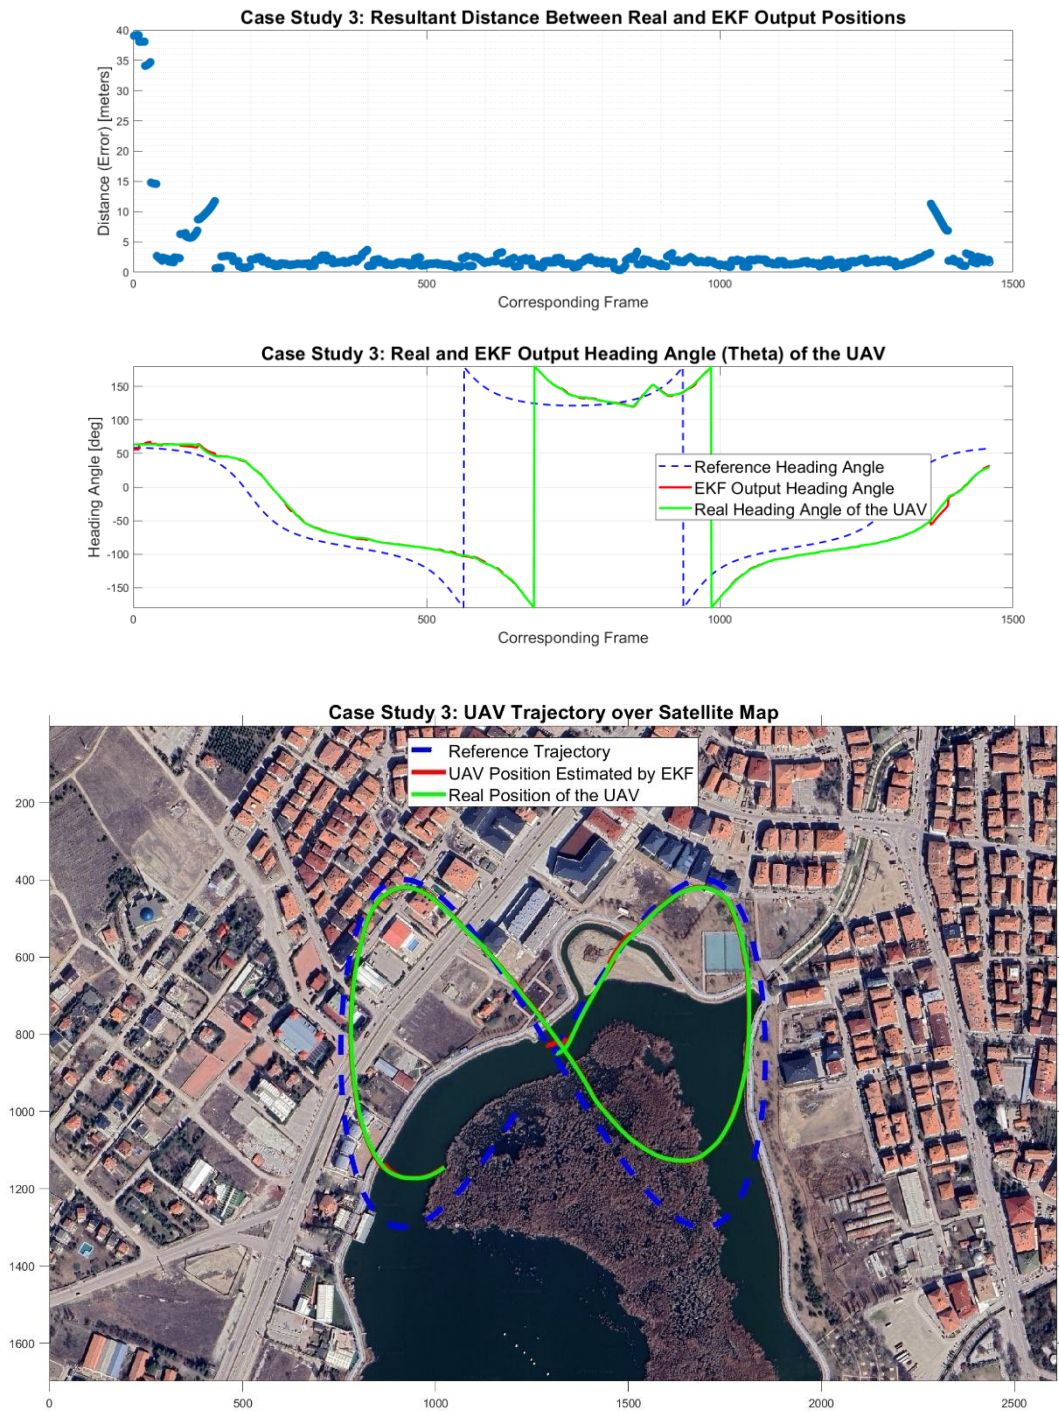 Case Study 3: Resultant Distance Between Real and EKF Output Positions
40
35
30
25
20
15
10
5
0
Distance (Error) [meters]
0 500 1000 1500
Corresponding Frame
Case Study 3: Real and EKF Output Heading Angle (Theta) of the UAV
150
100
50
0
-50
-100
-150
Heading Angle [deg]
Reference Heading Angle
EKF Output Heading Angle
Real Heading Angle of the UAV
0 500 1000 1500
Corresponding Frame
Case Study 3: UAV Trajectory over Satellite Map
Reference Trajectory
UAV Position Estimated by EKF
Real Position of the UAV
200
400
600
800
1000
1200
1400
1600
0 500 1000 1500 2000 2500